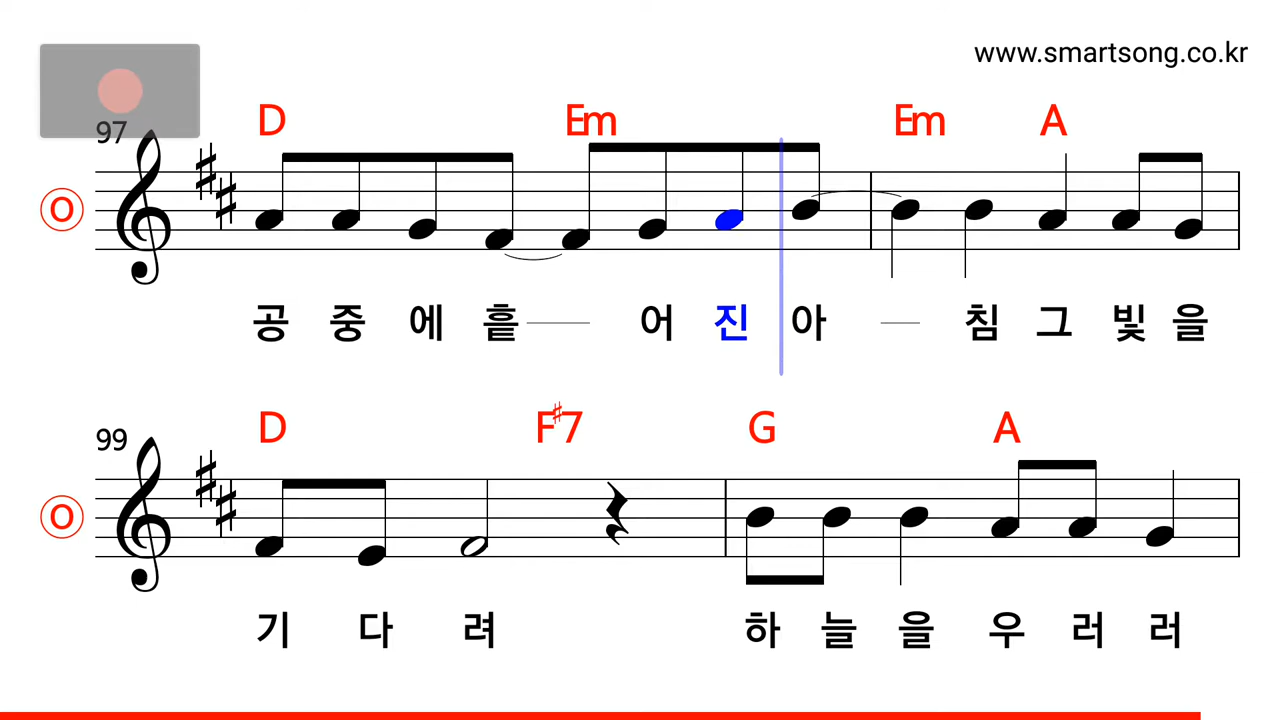 www.smartsong.co.kr
D Em Em A
97
O
공 중 에 흩 어 진 아 침 그 빛 을
D F#7 G A
99
O
기 다 려 하 늘 을 우 러 러